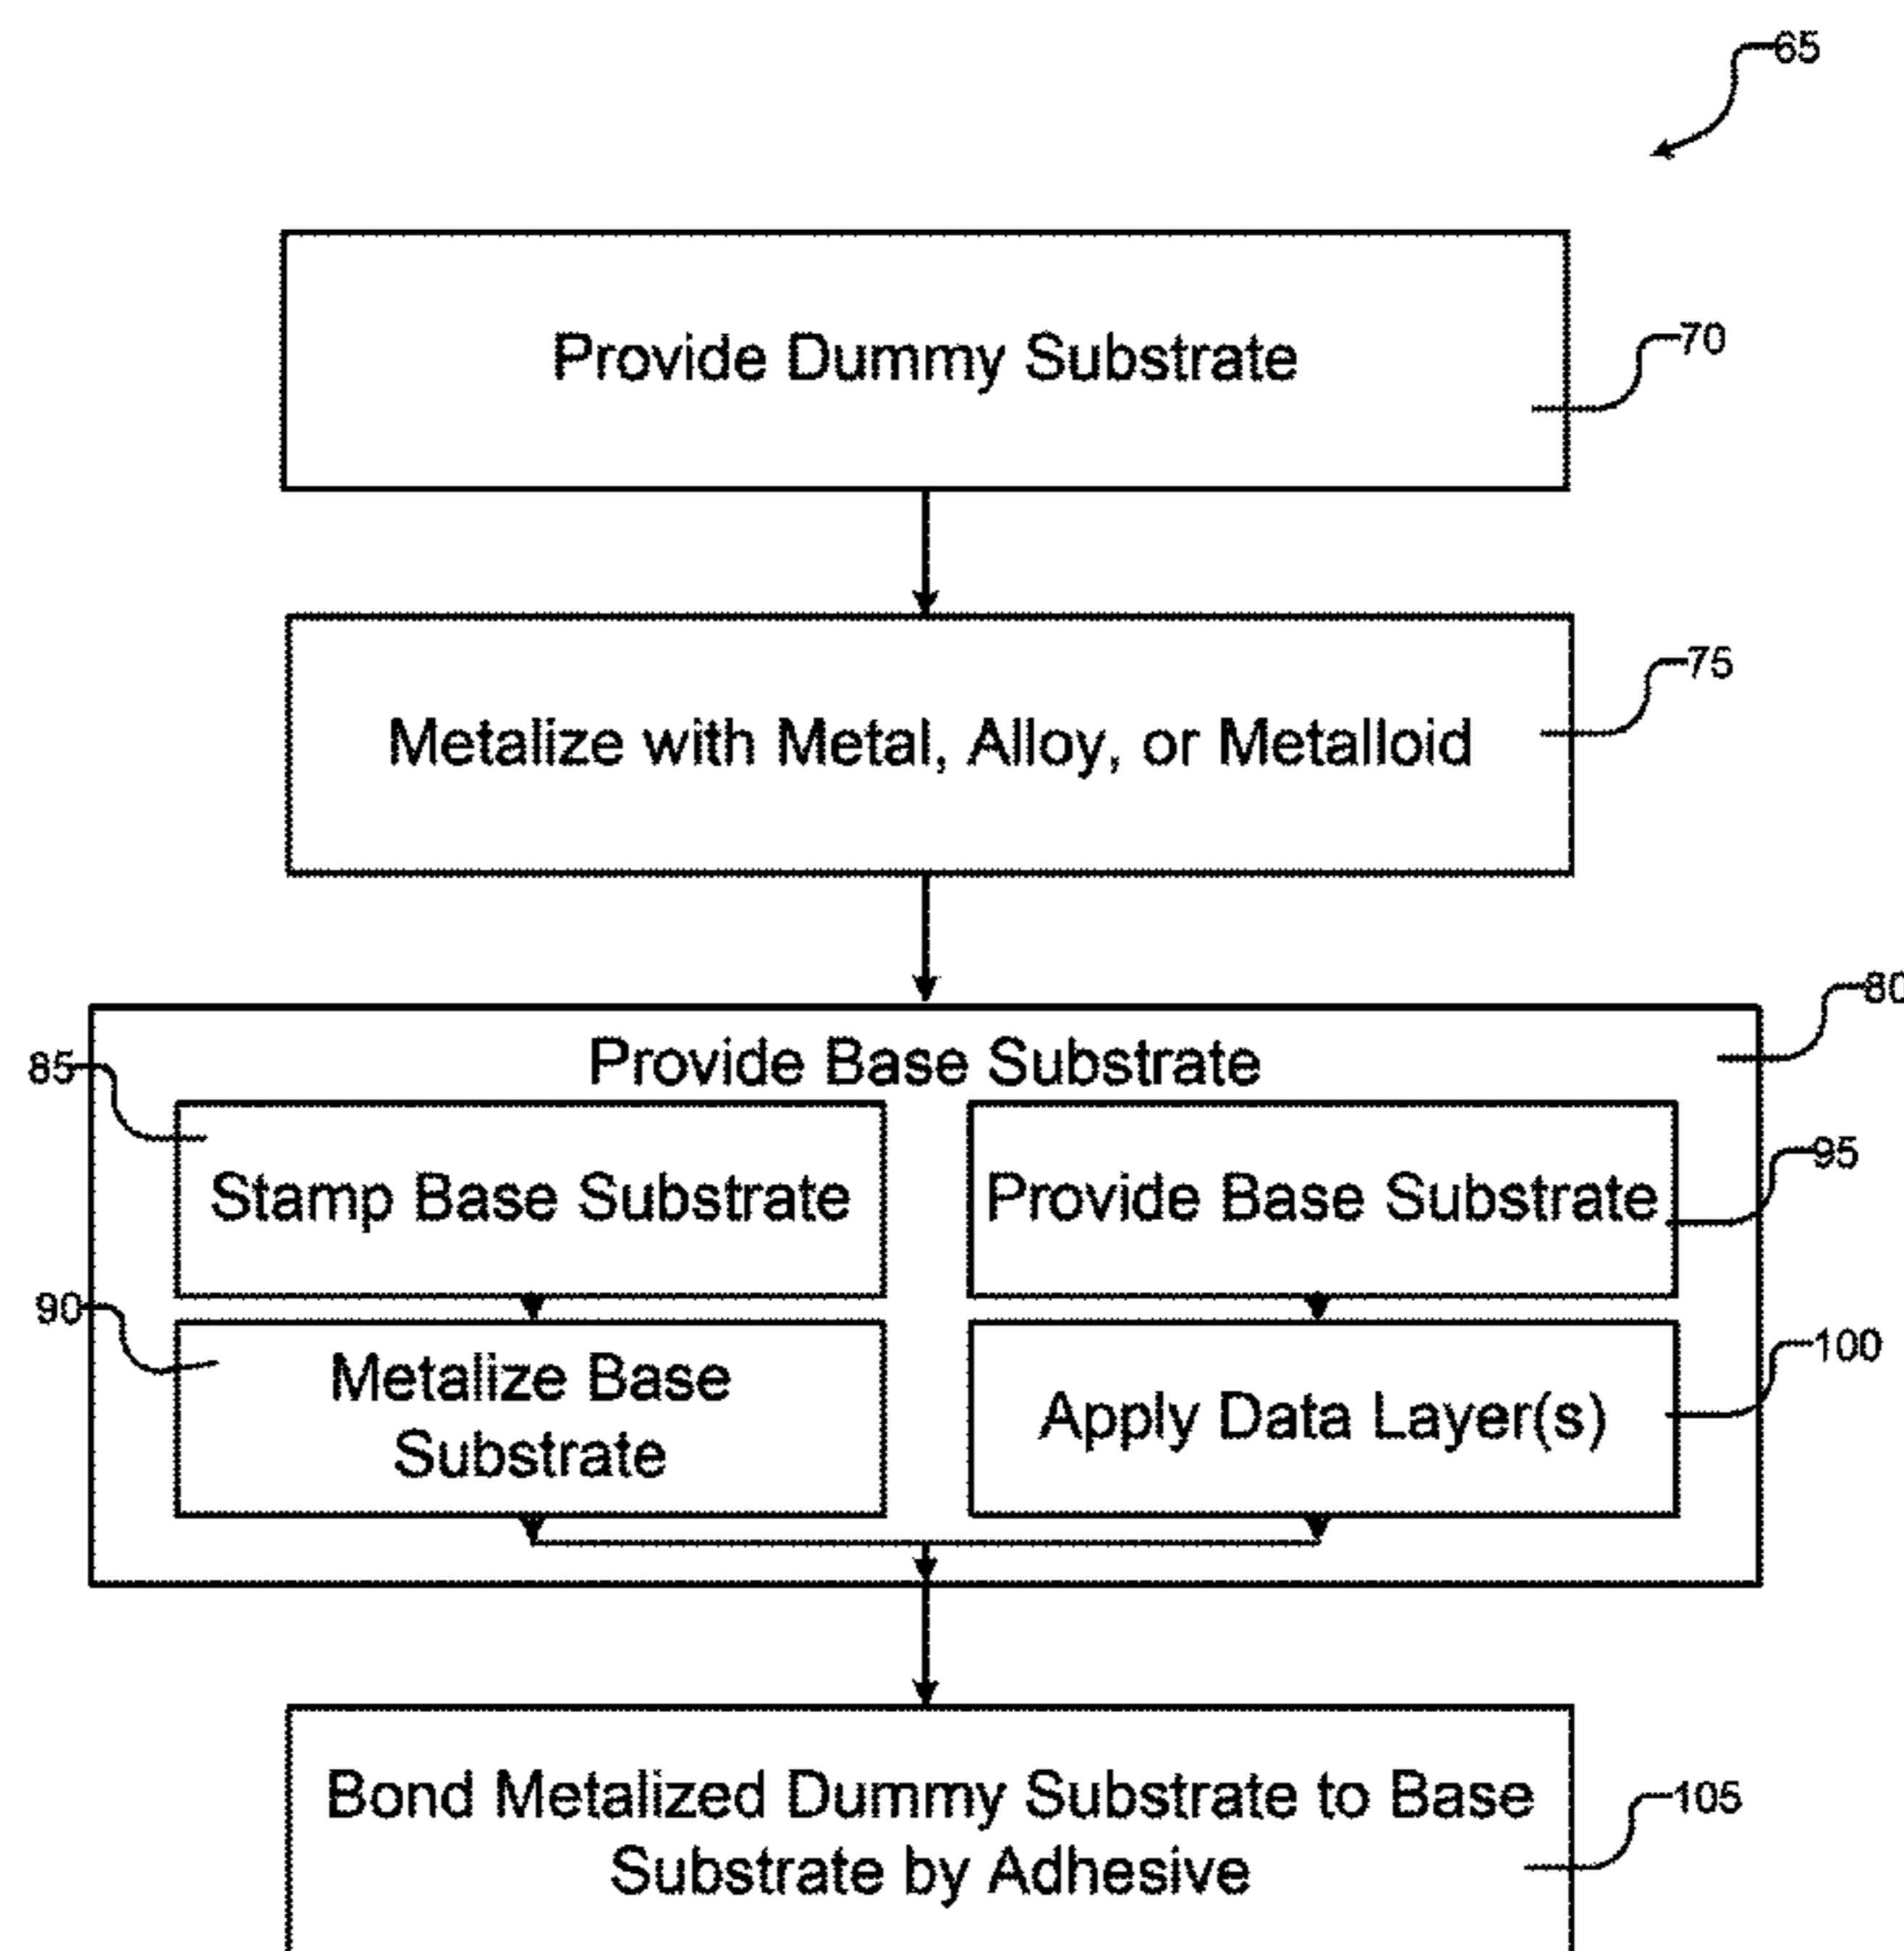 65
Provide Dummy Substrate
70
Metalize with Metal, Alloy, or Metalloid
75
80
Provide Base Substrate
85
Stamp Base Substrate
Provide Base Substrate
95
90
Metalize Base
Substrate
Apply Data Layer(s)
100
Bond Metalized Dummy Substrate to Base
Substrate by Adhesive
105